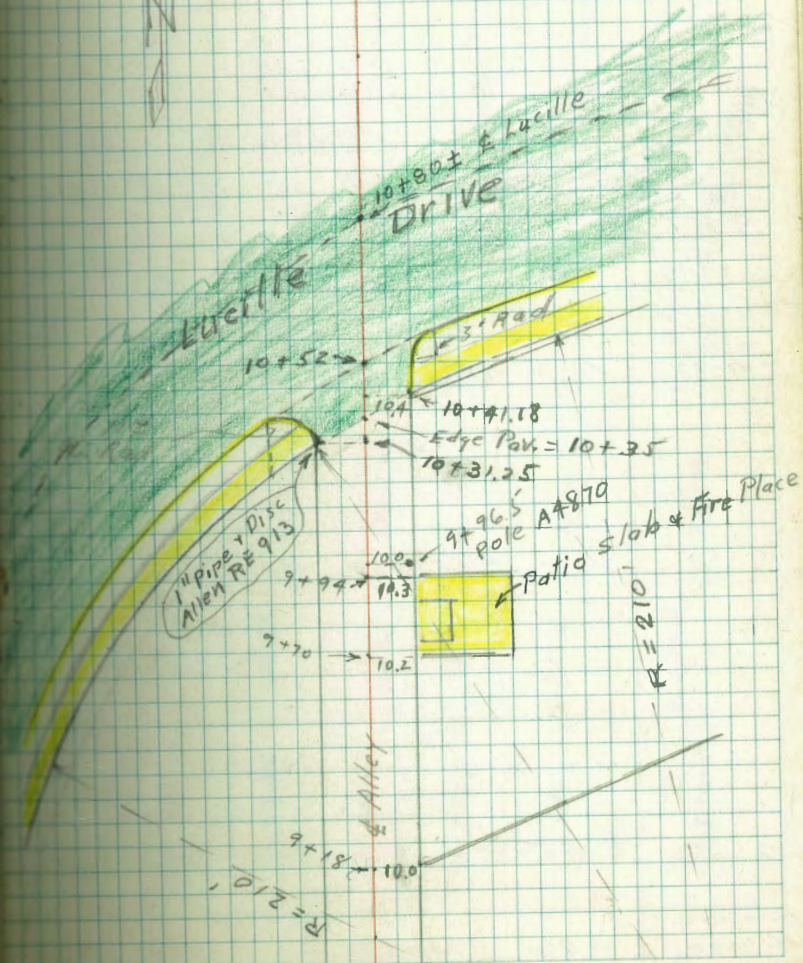 N
10+80± ℄ Lucille
Lucille Drive
3' Rad
10+52
10.4
10+41.18
Edge Pav. = 10+35
10+31.25
Rad
1" pipe & Disc
Allen RE 913
9+96.5
pole A4870
Patio Slab & Fire Place
10.0
9+94
10.3
9+70
10.2
R=210'
℄ Alley
9+18
10.0
R=210'